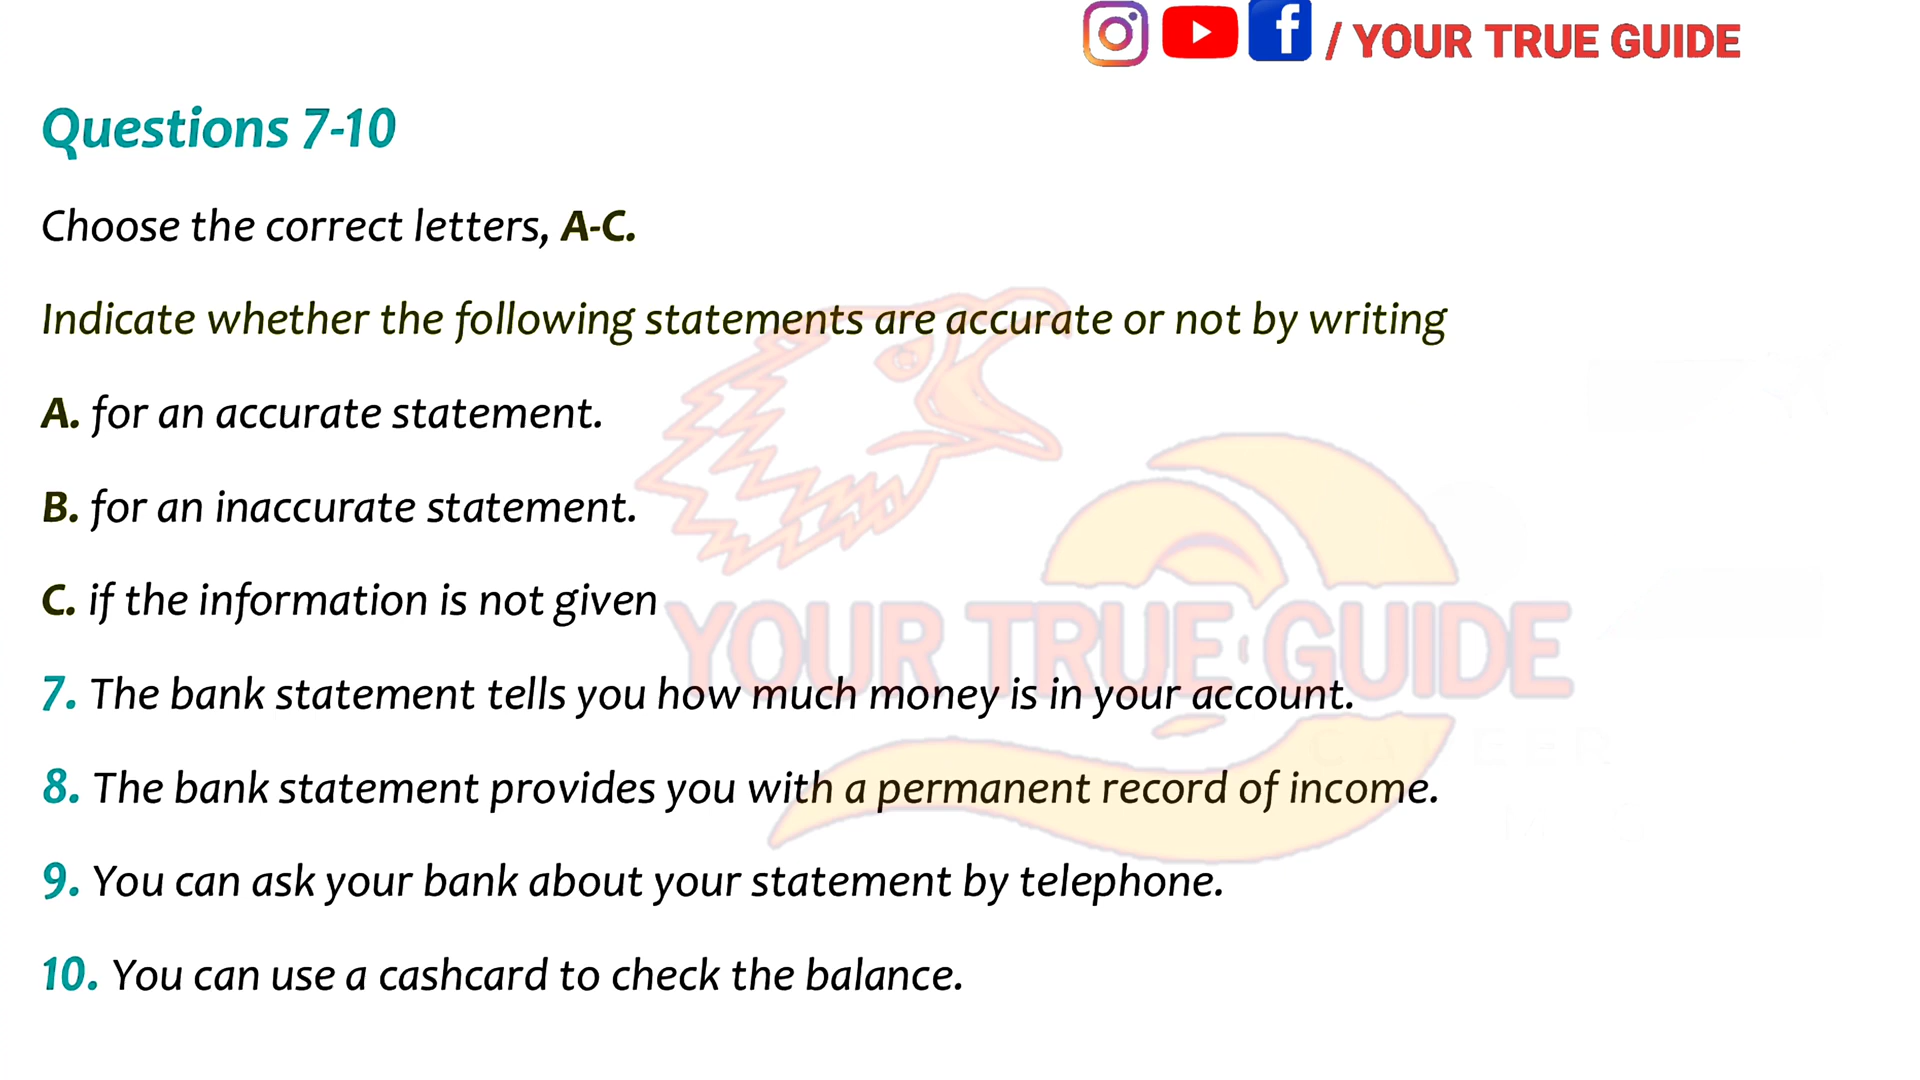 / YOUR TRUE GUIDE
Questions 7-10
Choose the correct letters, A-C.
Indicate whether the following statements are accurate or not by writing
A. for an accurate statement.
B. for an inaccurate statement.
C. if the information is not given
YOUR TRUE GUIDE
7. The bank statement tells you how much money is in your account.
8. The bank statement provides you with a permanent record of income.
9. You can ask your bank about your statement by telephone.
10. You can use a cashcard to check the balance.